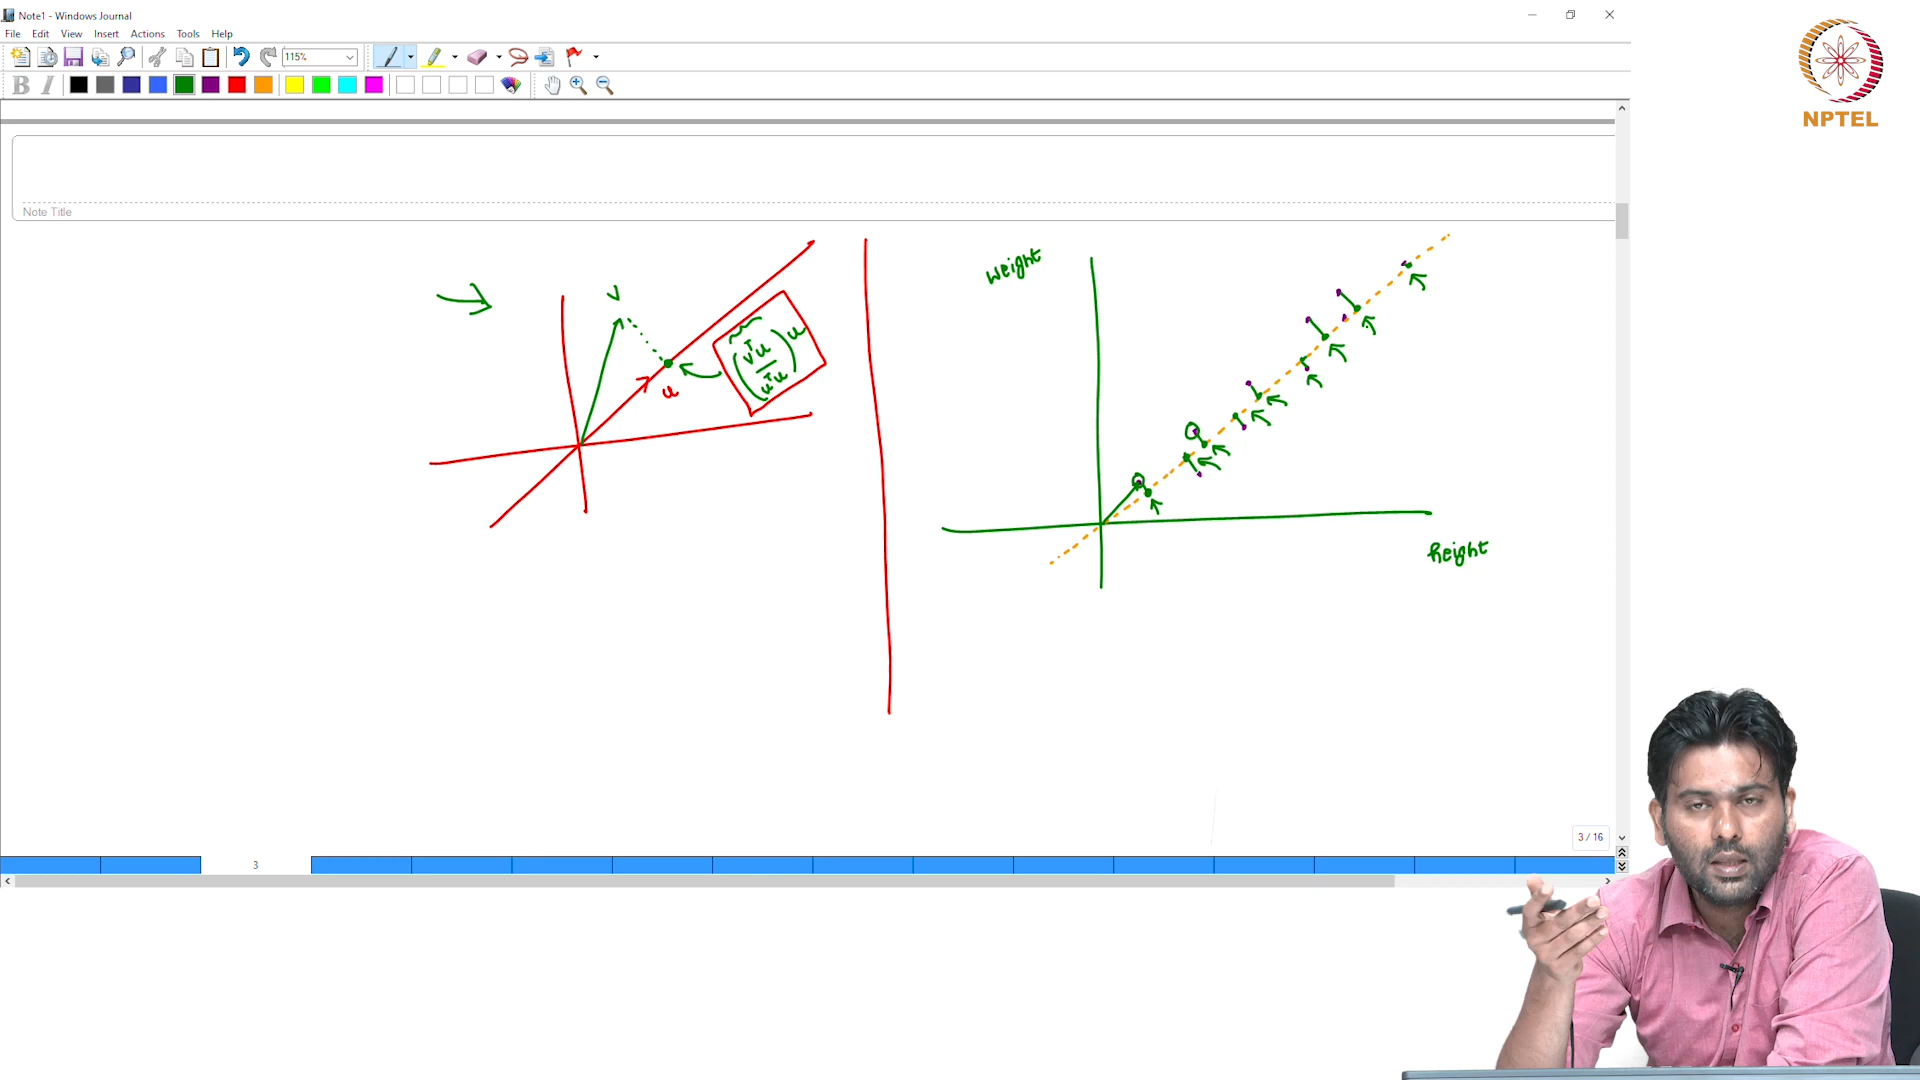 Note1 - Windows Journal
File Edit View Insert Actions Tools Help
115%
B I
NPTEL
Note Title
v
u
(vᵀu / uᵀu) u
weight
height
3 / 16
3